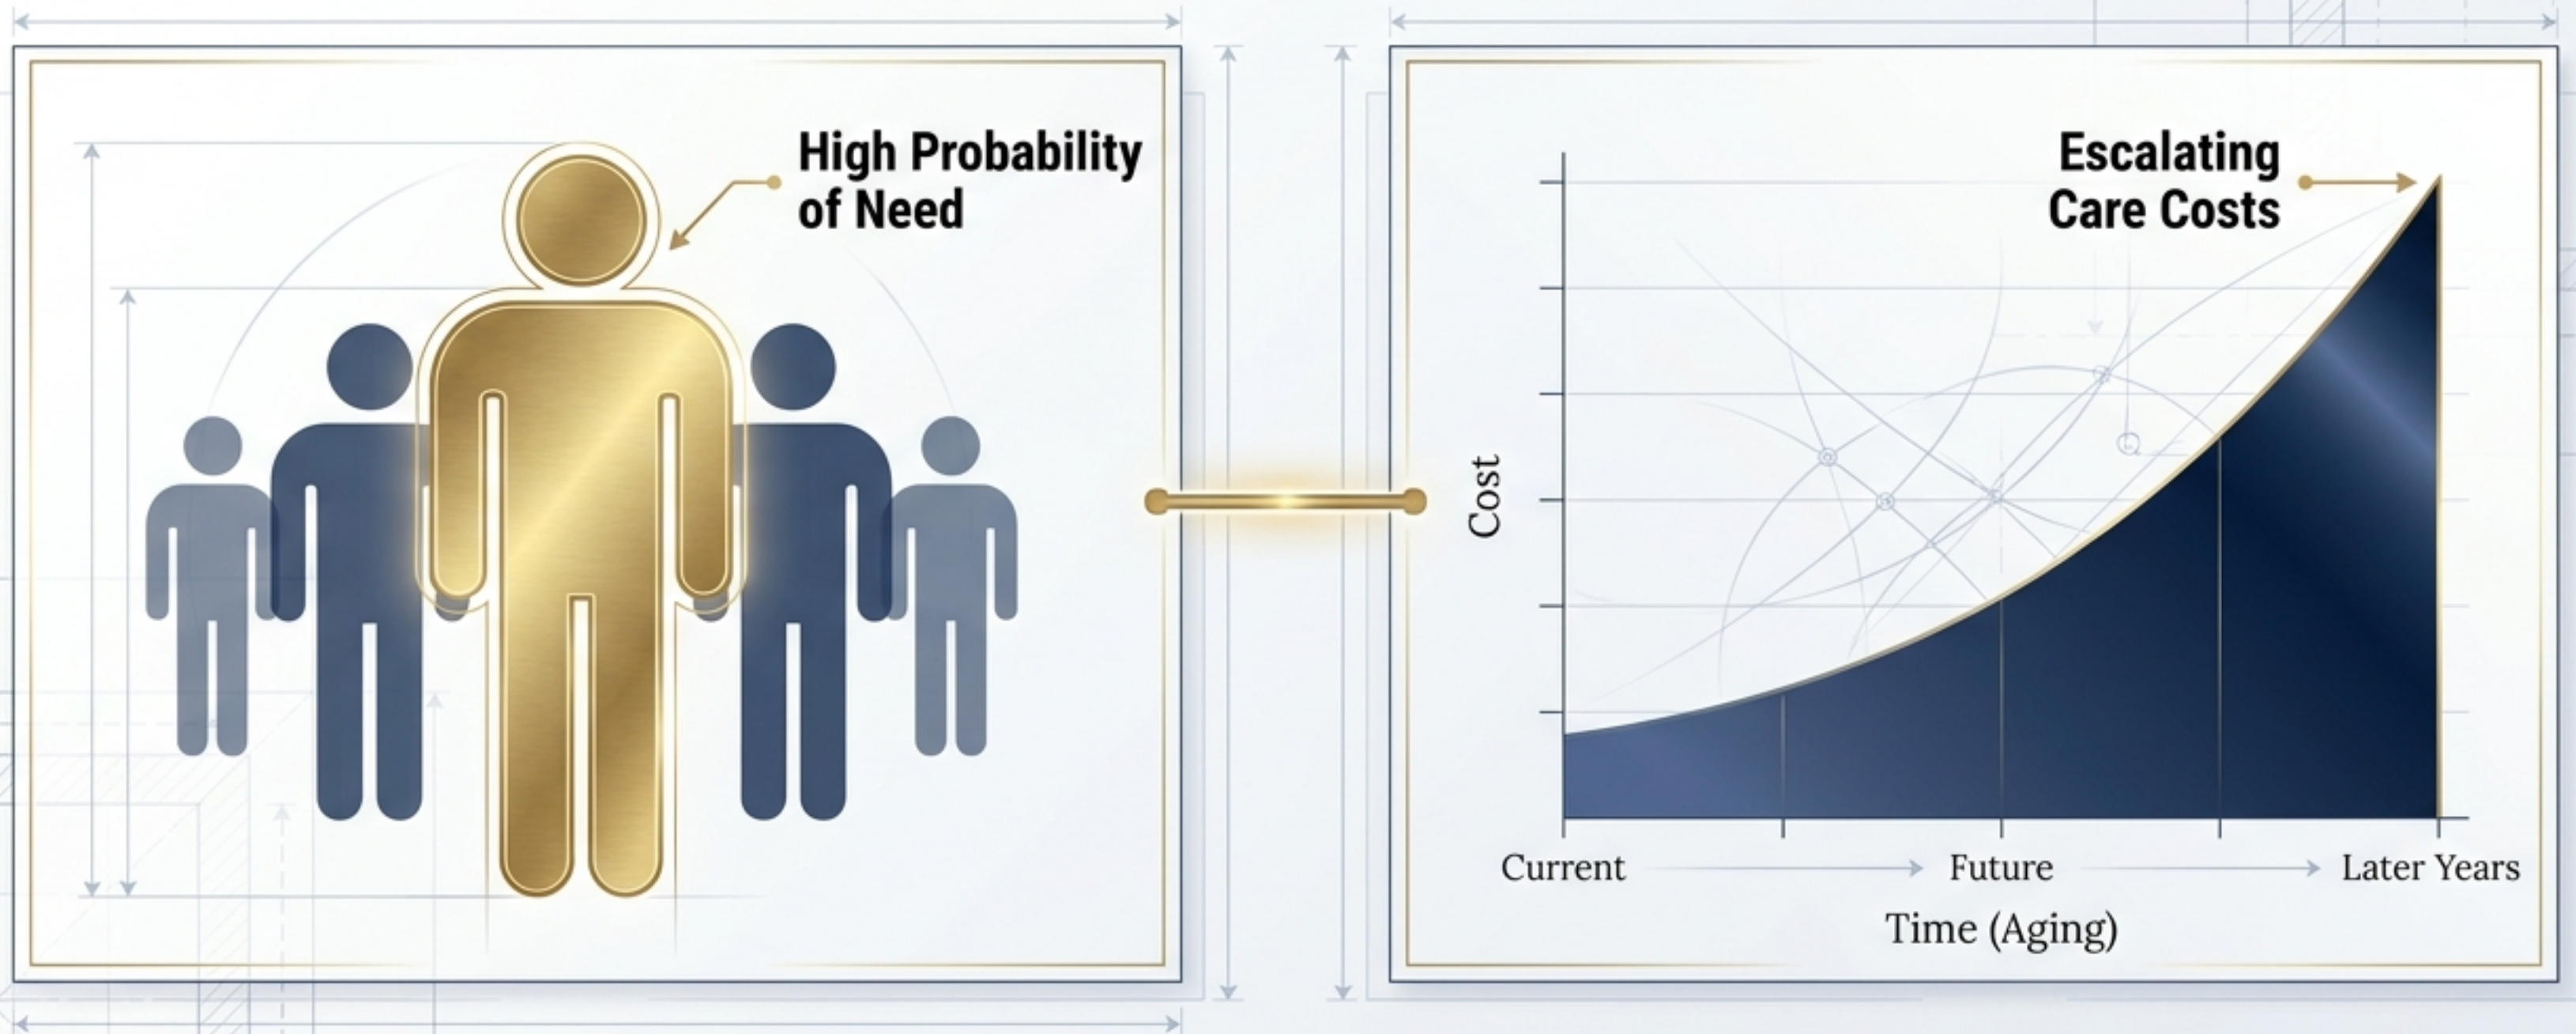 High Probability
of Need
Escalating
Care Costs
Cost
Current
Future
Later Years
Time (Aging)